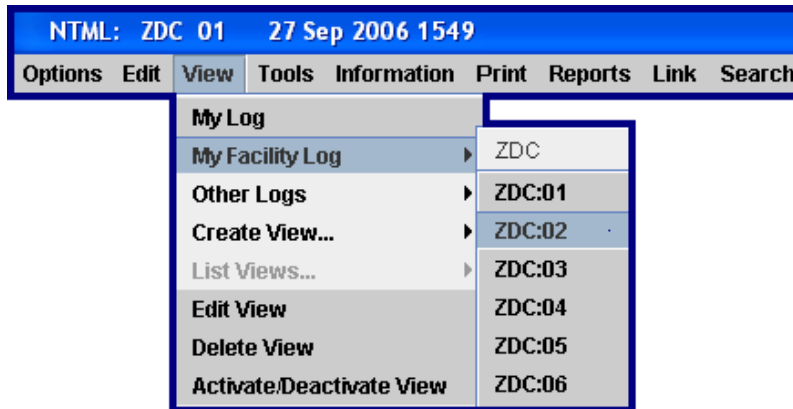 NTML: ZDC 01 27 Sep 2006 1549
Options Edit View Tools Information Print Reports Link Search
My Log
My Facility Log
Other Logs
Create View...
List Views...
Edit View
Delete View
Activate/Deactivate View
ZDC
ZDC:01
ZDC:02
ZDC:03
ZDC:04
ZDC:05
ZDC:06